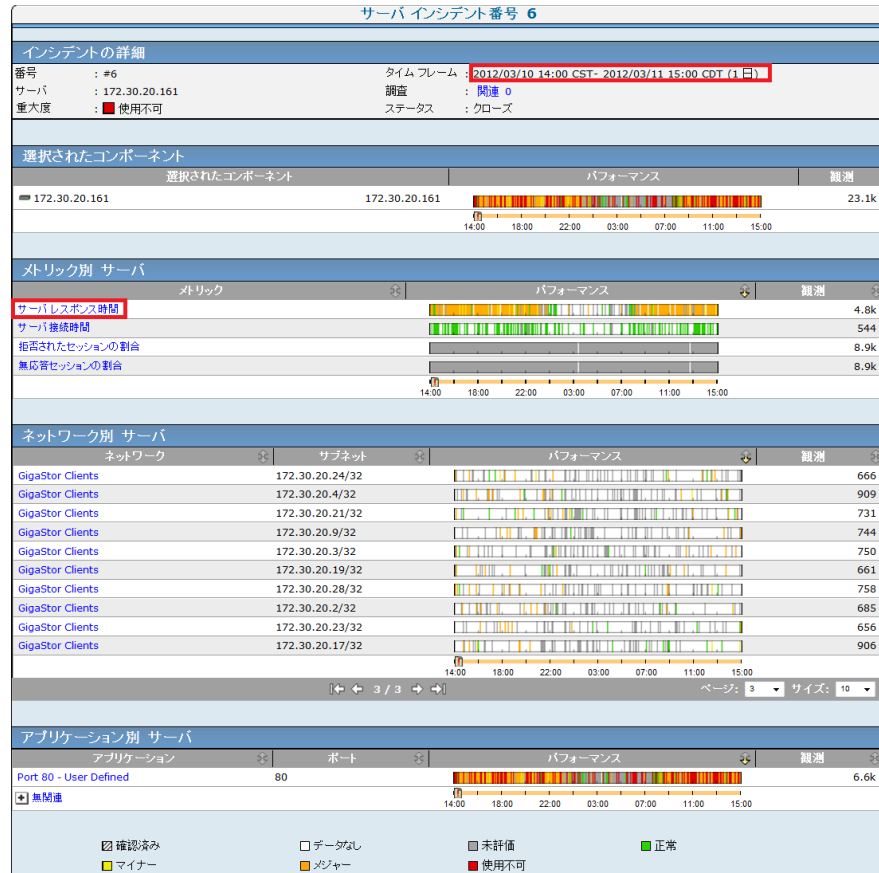 サーバ インシデント番号 6
インシデントの詳細
番号 : #6 タイム フレーム : 2012/03/10 14:00 CST- 2012/03/11 15:00 CDT (1 日)
サーバ : 172.30.20.161 調査 : 関連 0
重大度 : 使用不可 ステータス : クローズ
選択されたコンポーネント
選択されたコンポーネント パフォーマンス 観測
172.30.20.161 172.30.20.161 23.1k
14:00 18:00 22:00 03:00 07:00 11:00 15:00
メトリック別 サーバ
メトリック パフォーマンス 観測
サーバ レスポンス時間 4.8k
サーバ接続時間 544
拒否されたセッションの割合 8.9k
無応答セッションの割合 8.9k
14:00 18:00 22:00 03:00 07:00 11:00 15:00
ネットワーク別 サーバ
ネットワーク サブネット パフォーマンス 観測
GigaStor Clients 172.30.20.24/32 666
GigaStor Clients 172.30.20.4/32 909
GigaStor Clients 172.30.20.21/32 731
GigaStor Clients 172.30.20.9/32 744
GigaStor Clients 172.30.20.3/32 750
GigaStor Clients 172.30.20.19/32 661
GigaStor Clients 172.30.20.28/32 758
GigaStor Clients 172.30.20.2/32 685
GigaStor Clients 172.30.20.23/32 656
GigaStor Clients 172.30.20.17/32 906
14:00 18:00 22:00 03:00 07:00 11:00 15:00
3 / 3 ページ: 3 サイズ: 10
アプリケーション別 サーバ
アプリケーション ポート パフォーマンス 観測
Port 80 - User Defined 80 6.6k
無関連
14:00 18:00 22:00 03:00 07:00 11:00 15:00
確認済み データなし 未評価 正常
マイナー メジャー 使用不可